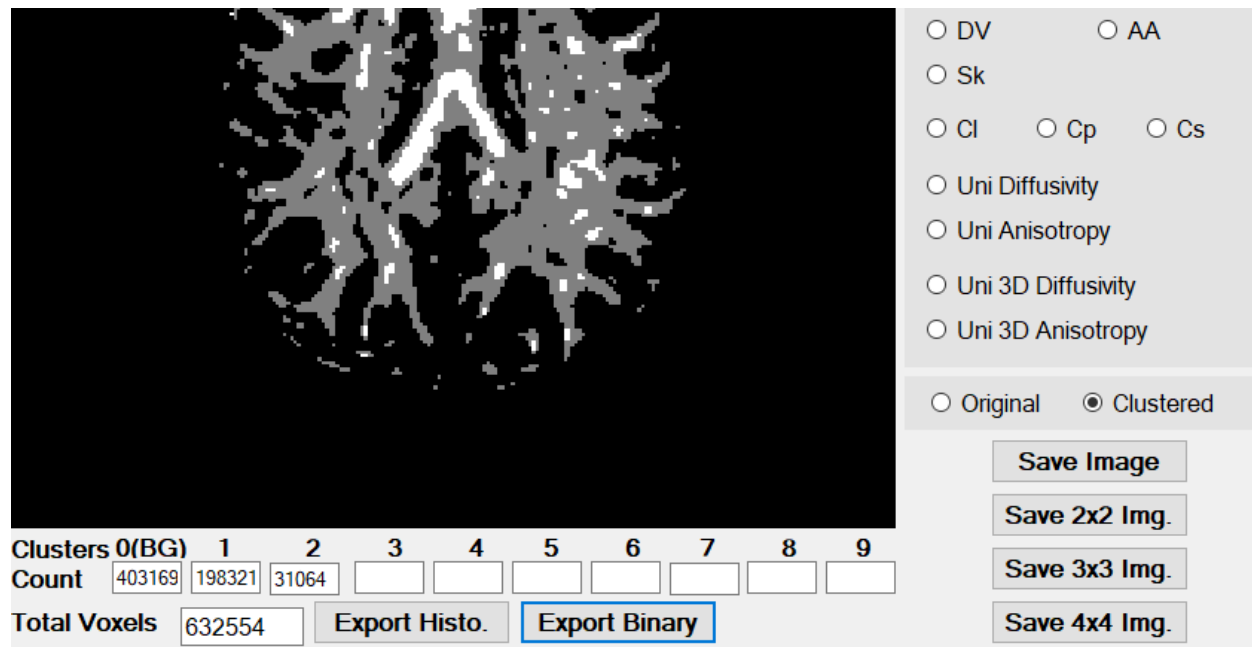 DV AA
Sk
Cl Cp Cs
Uni Diffusivity
Uni Anisotropy
Uni 3D Diffusivity
Uni 3D Anisotropy
Original Clustered
Save Image
Save 2x2 Img.
Save 3x3 Img.
Save 4x4 Img.
Clusters 0(BG) 1 2 3 4 5 6 7 8 9
Count 403169 198321 31064
Total Voxels 632554 Export Histo. Export Binary